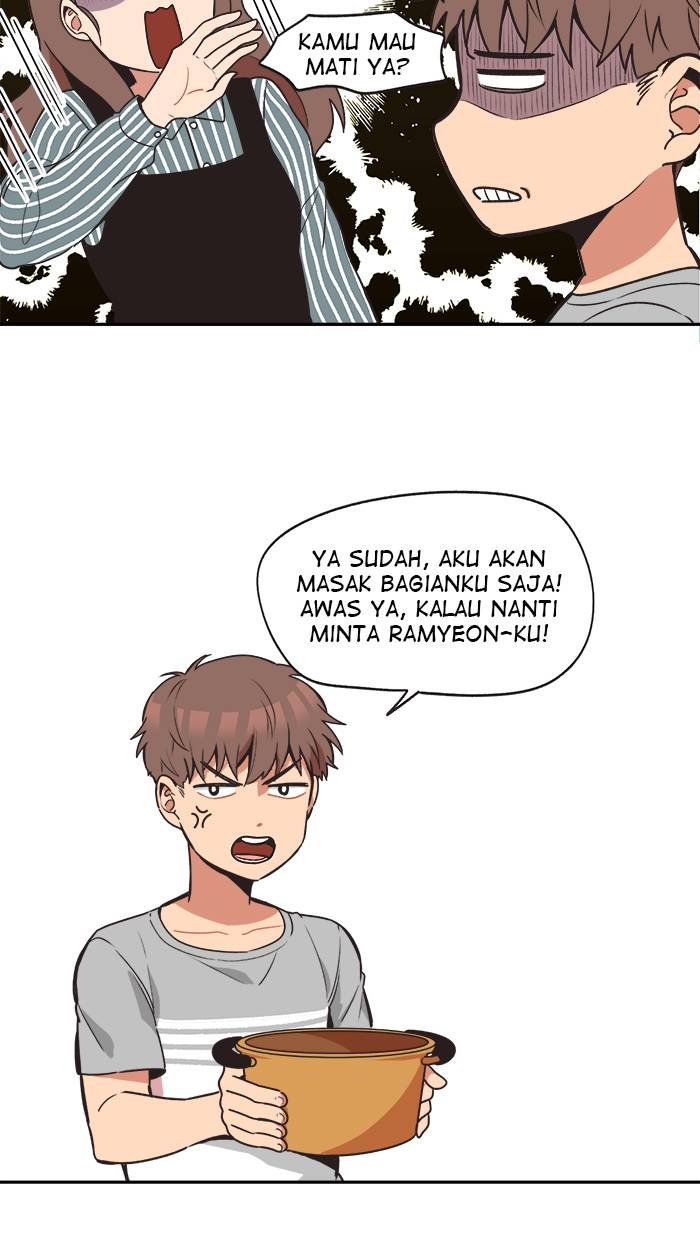 KAMU MAU
MATI YA?
YA SUDAH, AKU AKAN
MASAK BAGIANKU SAJA!
AWAS YA, KALAU NANTI
MINTA RAMYEON-KU!